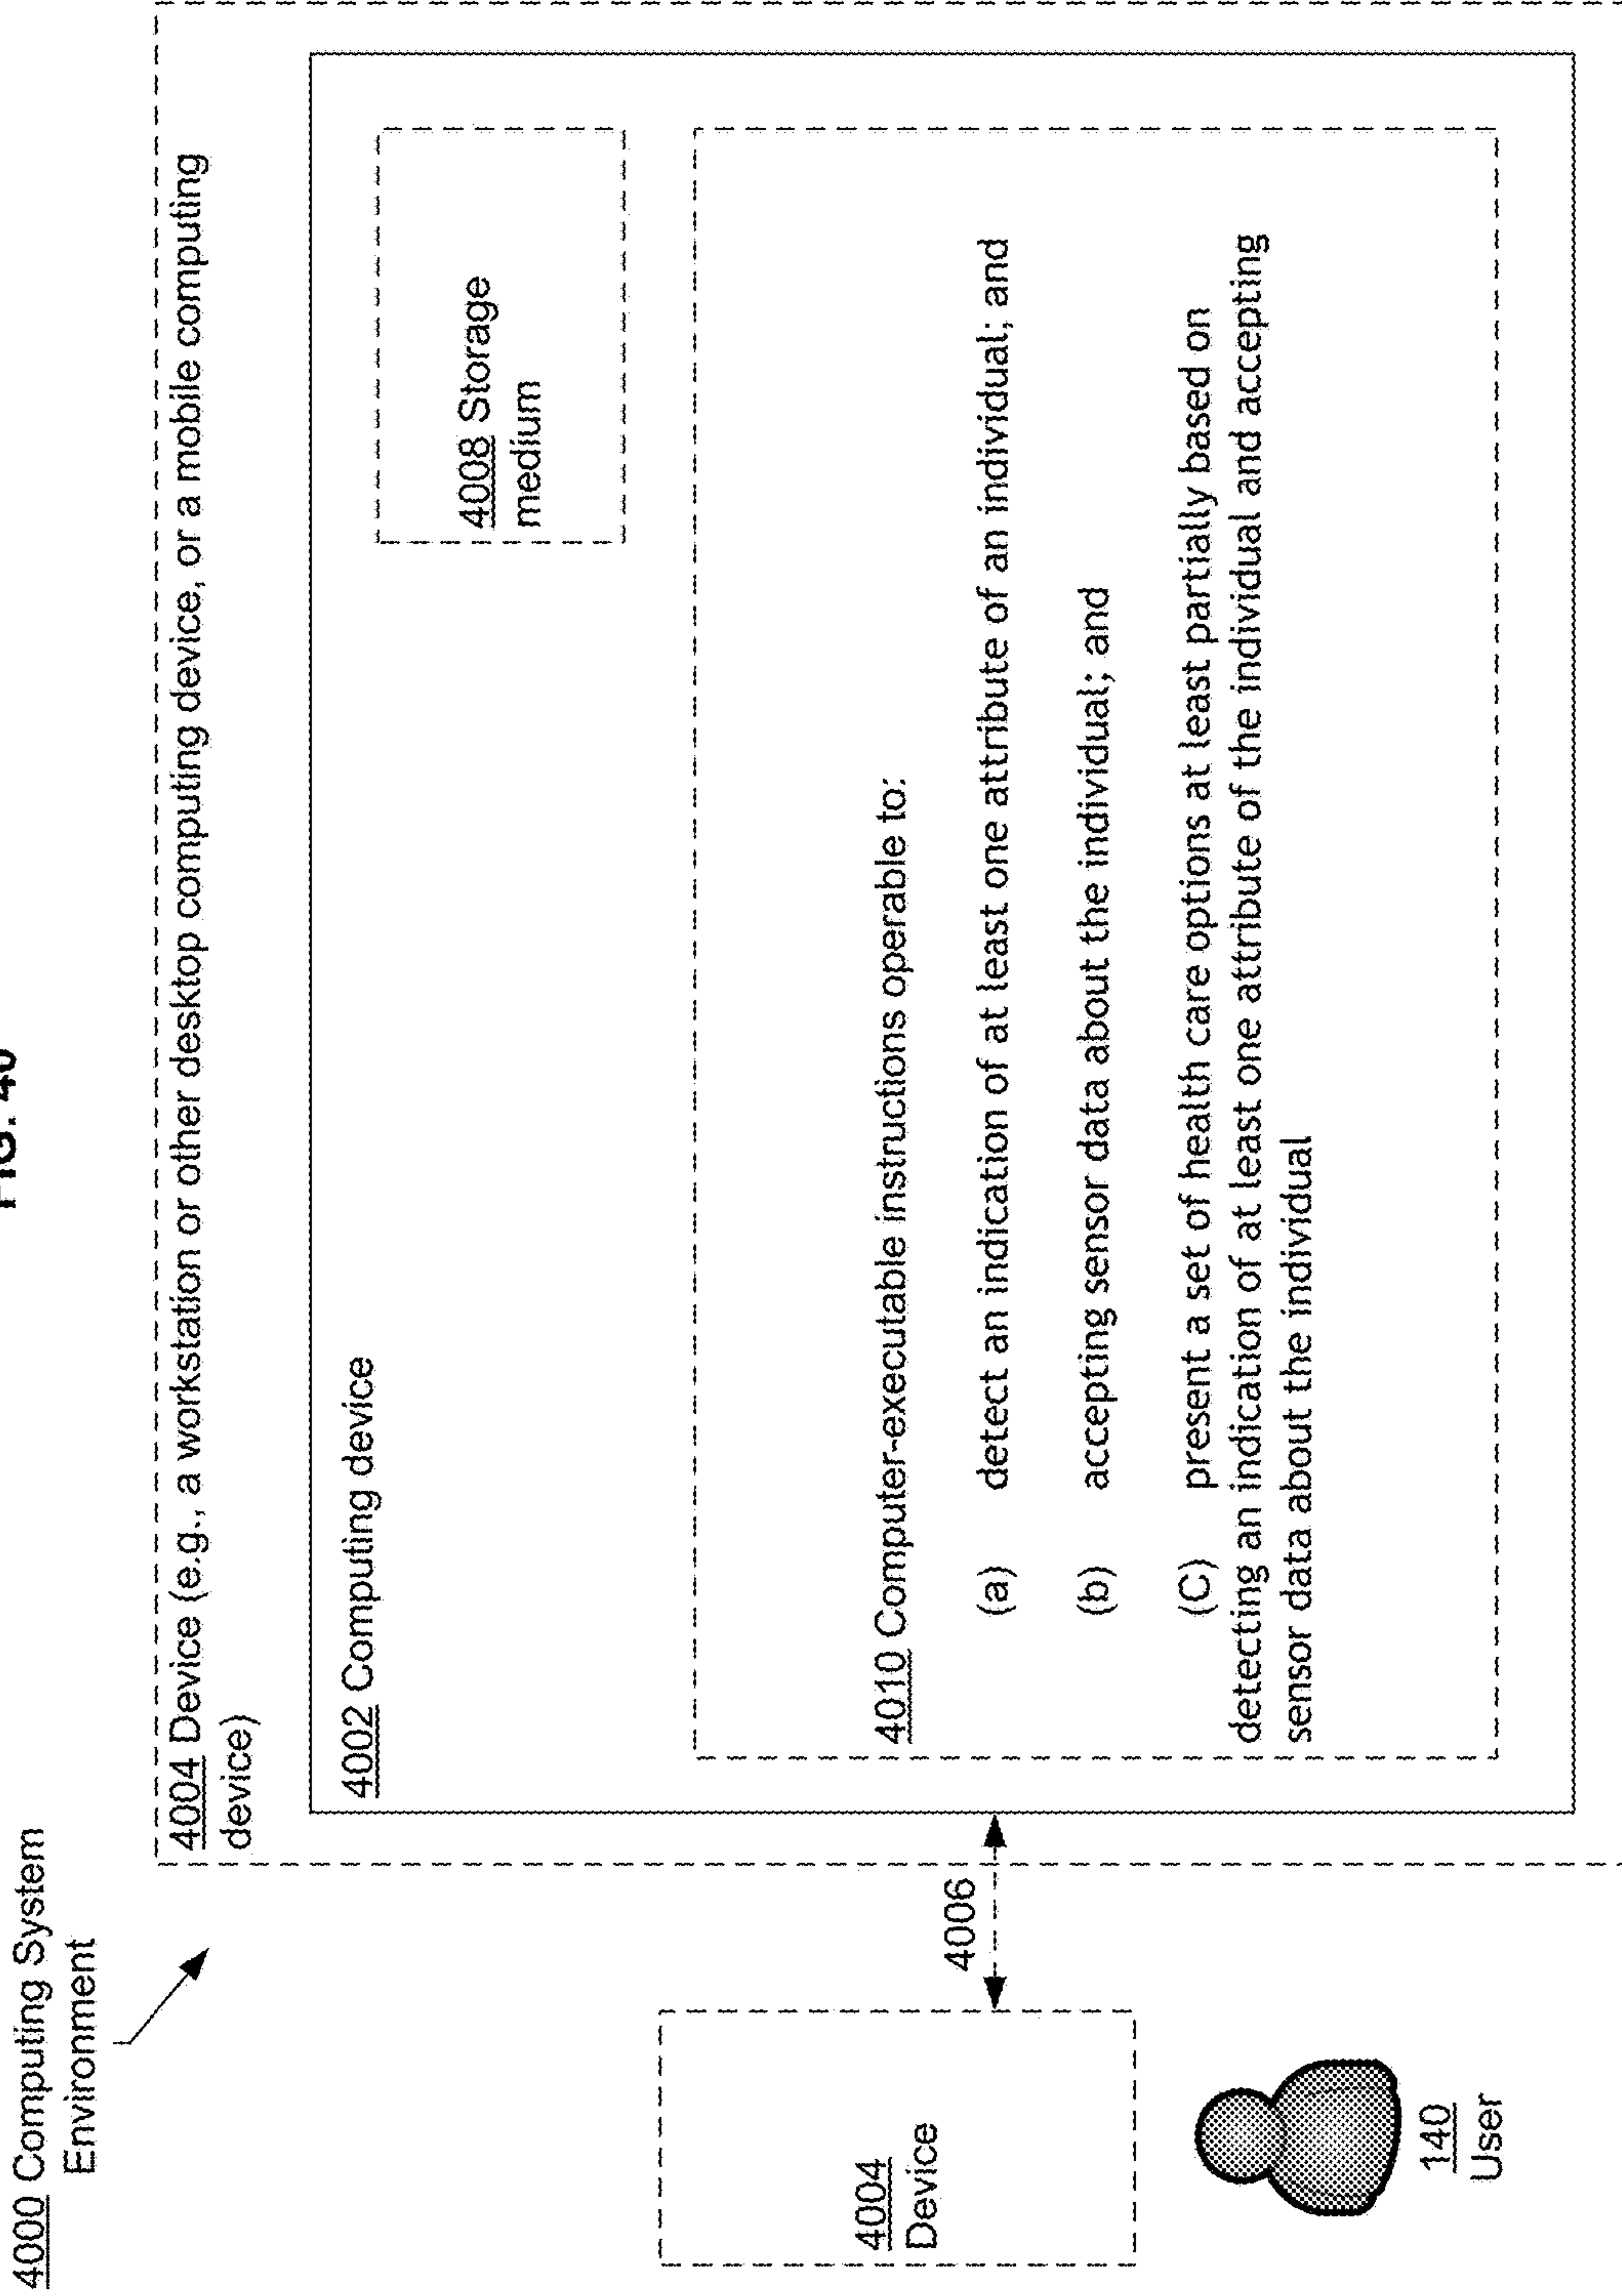 FIG. 40
4000 Computing System
Environment
4004 Device (e.g., a workstation or other desktop computing device, or a mobile computing
device)
4002 Computing device
4008 Storage
medium
4010 Computer-executable instructions operable to:
(a) detect an indication of at least one attribute of an individual; and
(b) accepting sensor data about the individual; and
(C) present a set of health care options at least partially based on
detecting an indication of at least one attribute of the individual and accepting
sensor data about the individual
4006
4004
Device
140
User